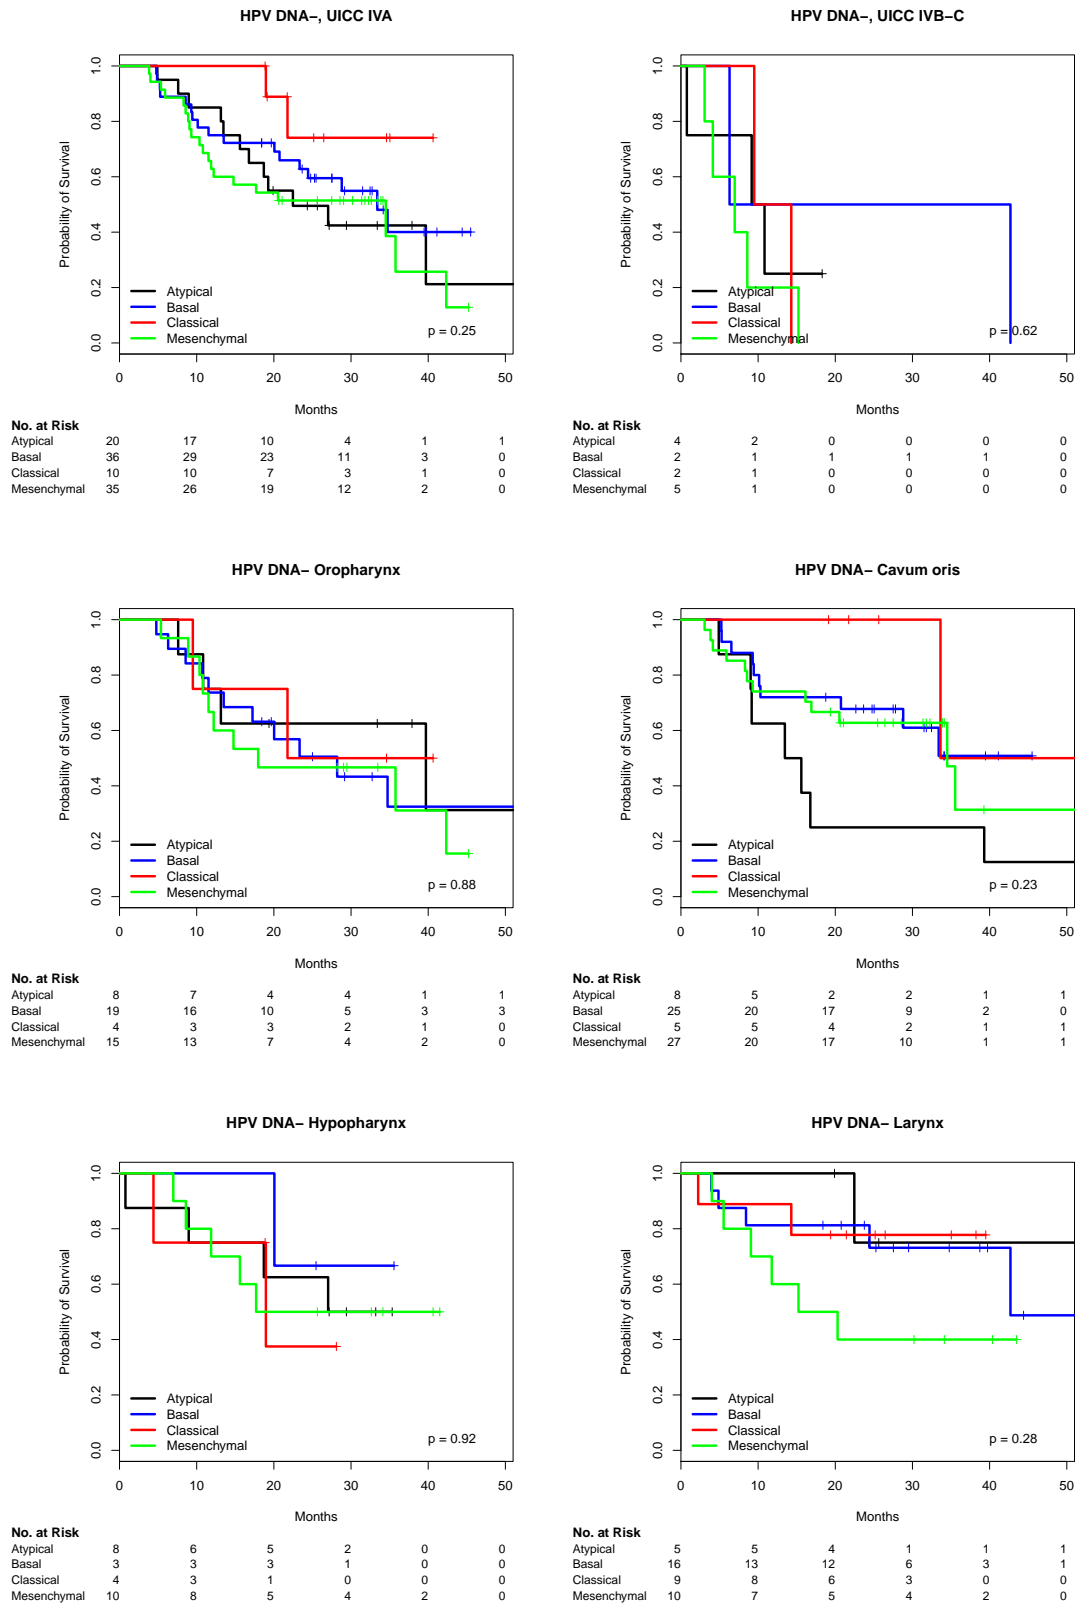 HPV DNA−, UICC IVA
Probability of Survival
0.0 0.2 0.4 0.6 0.8 1.0
Atypical
Basal
Classical
Mesenchymal
p = 0.25
0 10 20 30 40 50
Months
No. at Risk
Atypical 20 17 10 4 1 1
Basal 36 29 23 11 3 0
Classical 10 10 7 3 1 0
Mesenchymal 35 26 19 12 2 0
HPV DNA−, UICC IVB−C
Probability of Survival
0.0 0.2 0.4 0.6 0.8 1.0
Atypical
Basal
Classical
Mesenchymal
p = 0.62
0 10 20 30 40 50
Months
No. at Risk
Atypical 4 2 0 0 0 0
Basal 2 1 1 1 1 0
Classical 2 1 0 0 0 0
Mesenchymal 5 1 0 0 0 0
HPV DNA− Oropharynx
Probability of Survival
0.0 0.2 0.4 0.6 0.8 1.0
Atypical
Basal
Classical
Mesenchymal
p = 0.88
0 10 20 30 40 50
Months
No. at Risk
Atypical 8 7 4 4 1 1
Basal 19 16 10 5 3 3
Classical 4 3 3 2 1 0
Mesenchymal 15 13 7 4 2 0
HPV DNA− Cavum oris
Probability of Survival
0.0 0.2 0.4 0.6 0.8 1.0
Atypical
Basal
Classical
Mesenchymal
p = 0.23
0 10 20 30 40 50
Months
No. at Risk
Atypical 8 5 2 2 1 1
Basal 25 20 17 9 2 0
Classical 5 5 4 2 1 1
Mesenchymal 27 20 17 10 1 1
HPV DNA− Hypopharynx
Probability of Survival
0.0 0.2 0.4 0.6 0.8 1.0
Atypical
Basal
Classical
Mesenchymal
p = 0.92
0 10 20 30 40 50
Months
No. at Risk
Atypical 8 6 5 2 0 0
Basal 3 3 3 1 0 0
Classical 4 3 1 0 0 0
Mesenchymal 10 8 5 4 2 0
HPV DNA− Larynx
Probability of Survival
0.0 0.2 0.4 0.6 0.8 1.0
Atypical
Basal
Classical
Mesenchymal
p = 0.28
0 10 20 30 40 50
Months
No. at Risk
Atypical 5 5 4 1 1 1
Basal 16 13 12 6 3 1
Classical 9 8 6 3 0 0
Mesenchymal 10 7 5 4 2 0